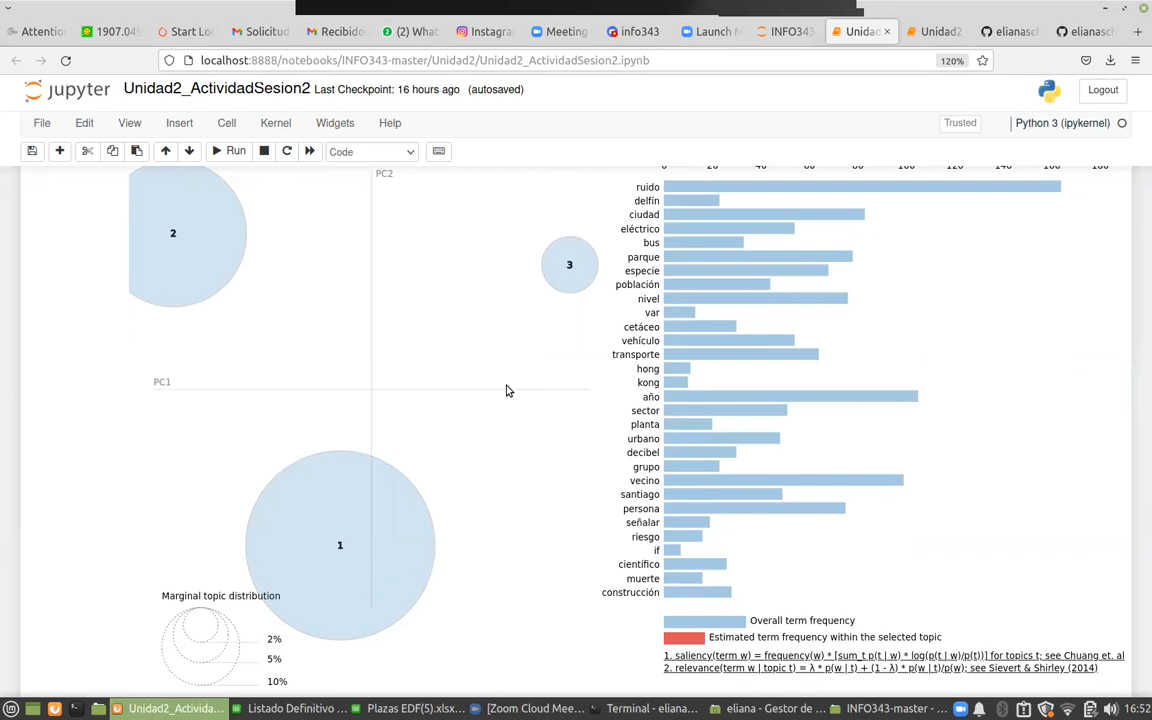 Attentio
1907.049
Start Loc
Solicitud
Recibido
(2) What
Instagra
Meeting
info343
Launch M
INFO343
Unidad
Unidad2
elianasc
elianasc
localhost:8888/notebooks/INFO343-master/Unidad2/Unidad2_ActividadSesion2.ipynb
120%
jupyter Unidad2_ActividadSesion2 Last Checkpoint: 16 hours ago (autosaved)
Logout
File Edit View Insert Cell Kernel Widgets Help
Trusted
Python 3 (ipykernel)
Run
Code
PC2
2
3
PC1
1
Marginal topic distribution
2%
5%
10%
ruido
delfín
ciudad
eléctrico
bus
parque
especie
población
nivel
var
cetáceo
vehículo
transporte
hong
kong
año
sector
planta
urbano
decibel
grupo
vecino
santiago
persona
señalar
riesgo
if
científico
muerte
construcción
Overall term frequency
Estimated term frequency within the selected topic
1. saliency(term w) = frequency(w) * [sum_t p(t | w) * log(p(t | w)/p(t))] for topics t; see Chuang et. al
2. relevance(term w | topic t) = λ * p(w | t) + (1 - λ) * p(w | t)/p(w); see Sievert & Shirley (2014)
Unidad2_Activida...
Listado Definitivo ...
Plazas EDF(5).xlsx...
[Zoom Cloud Mee...
Terminal - eliana...
eliana - Gestor de ...
INFO343-master - ...
16:52